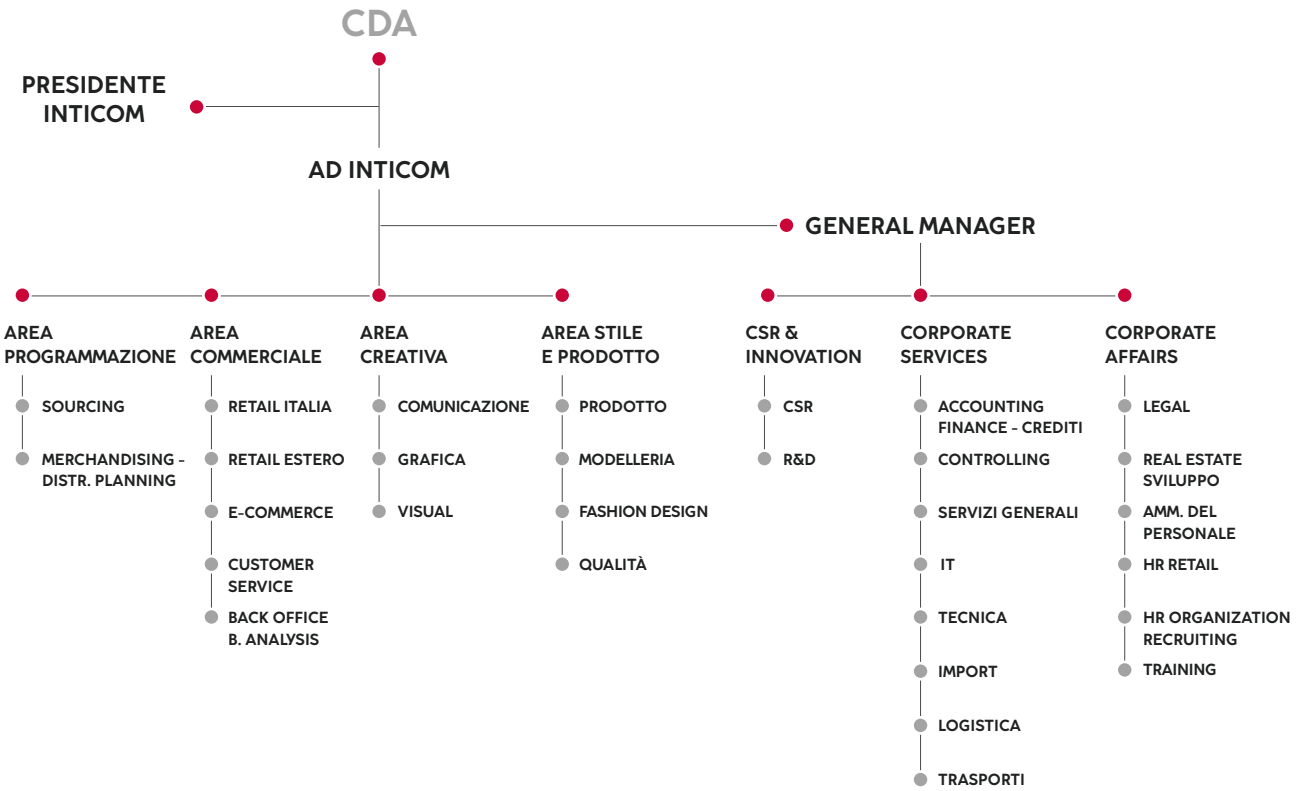 CDA
PRESIDENTE
INTICOM
AD INTICOM
GENERAL MANAGER
AREA
PROGRAMMAZIONE
SOURCING
MERCHANDISING -
DISTR. PLANNING
AREA
COMMERCIALE
RETAIL ITALIA
RETAIL ESTERO
E-COMMERCE
CUSTOMER
SERVICE
BACK OFFICE
B. ANALYSIS
AREA
CREATIVA
COMUNICAZIONE
GRAFICA
VISUAL
AREA STILE
E PRODOTTO
PRODOTTO
MODELLERIA
FASHION DESIGN
QUALITÀ
CSR &
INNOVATION
CSR
R&D
CORPORATE
SERVICES
ACCOUNTING
FINANCE - CREDITI
CONTROLLING
SERVIZI GENERALI
IT
TECNICA
IMPORT
LOGISTICA
TRASPORTI
CORPORATE
AFFAIRS
LEGAL
REAL ESTATE
SVILUPPO
AMM. DEL
PERSONALE
HR RETAIL
HR ORGANIZATION
RECRUITING
TRAINING